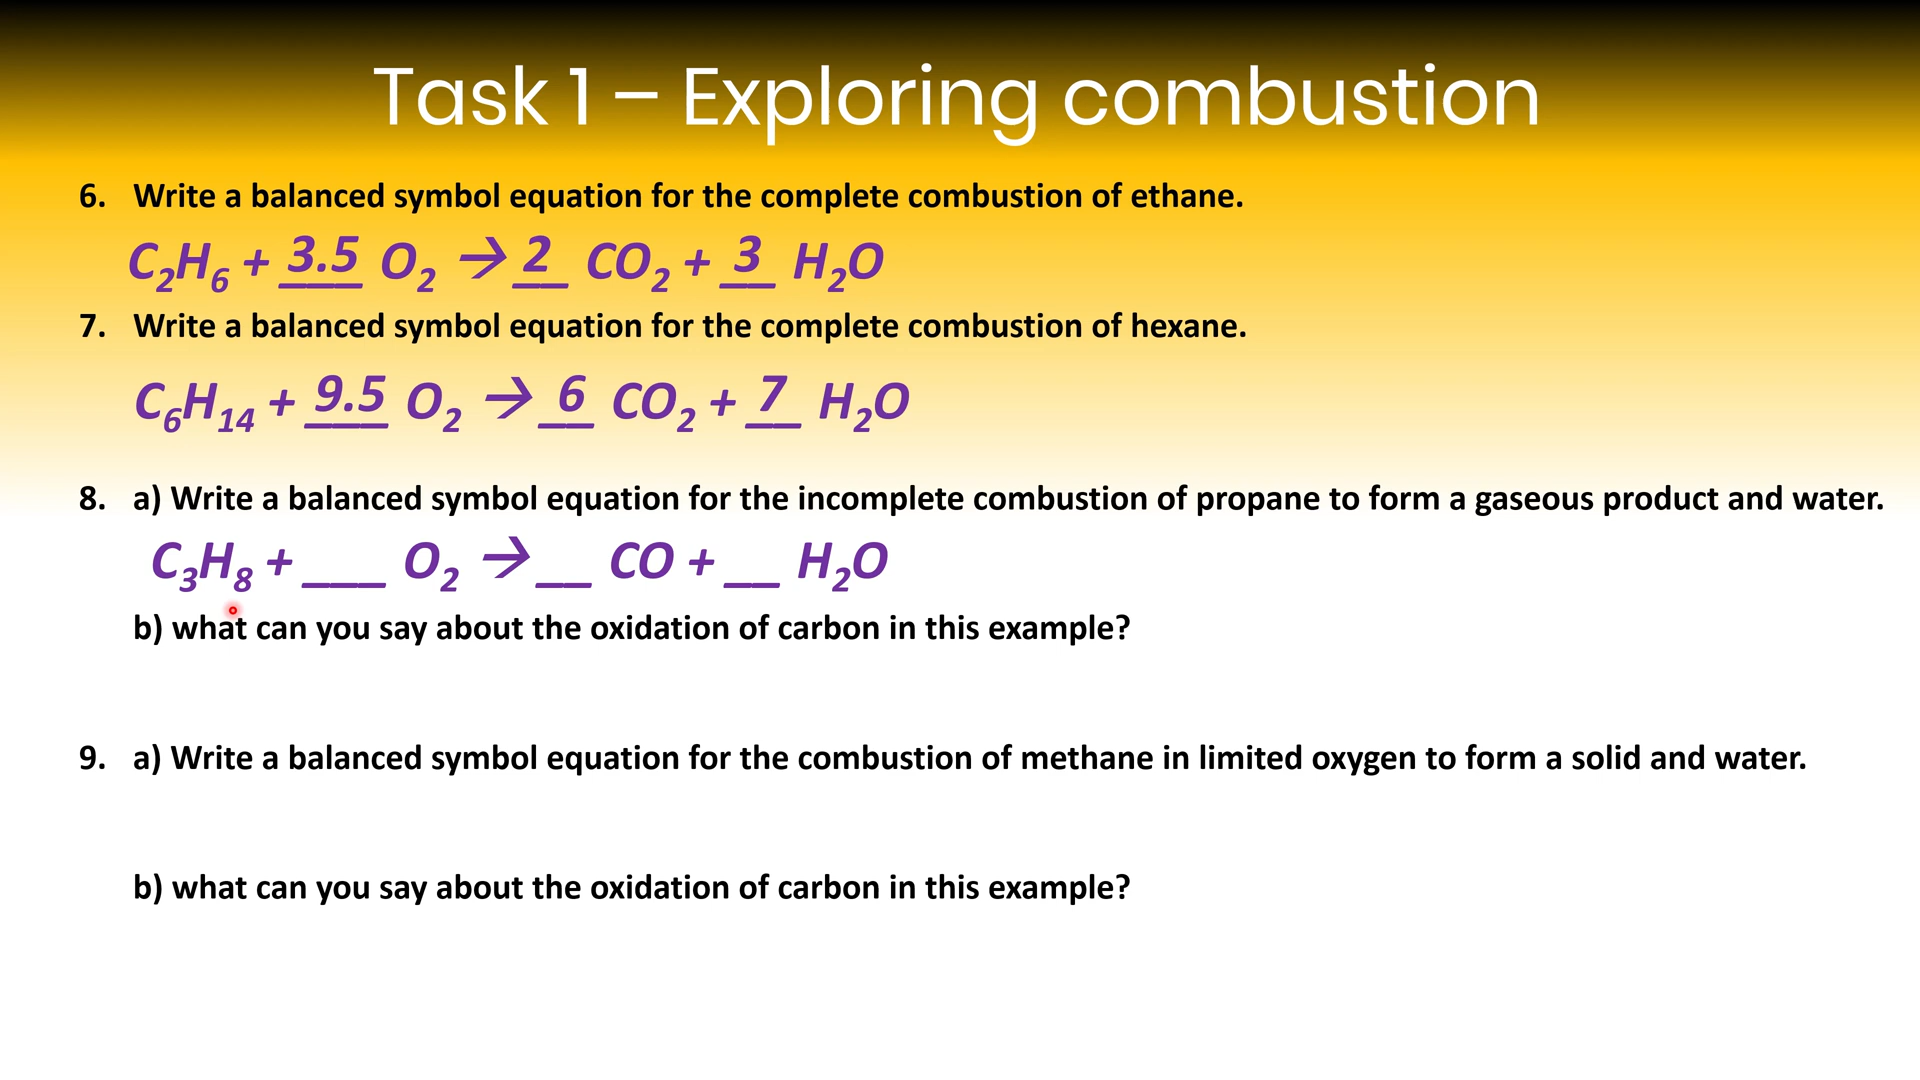 Task 1 – Exploring combustion
6. Write a balanced symbol equation for the complete combustion of ethane.
C₂H₆ + 3.5 O₂ → 2 CO₂ + 3 H₂O
7. Write a balanced symbol equation for the complete combustion of hexane.
C₆H₁₄ + 9.5 O₂ → 6 CO₂ + 7 H₂O
8. a) Write a balanced symbol equation for the incomplete combustion of propane to form a gaseous product and water.
C₃H₈ + ___ O₂ → __ CO + __ H₂O
b) what can you say about the oxidation of carbon in this example?
9. a) Write a balanced symbol equation for the combustion of methane in limited oxygen to form a solid and water.
b) what can you say about the oxidation of carbon in this example?